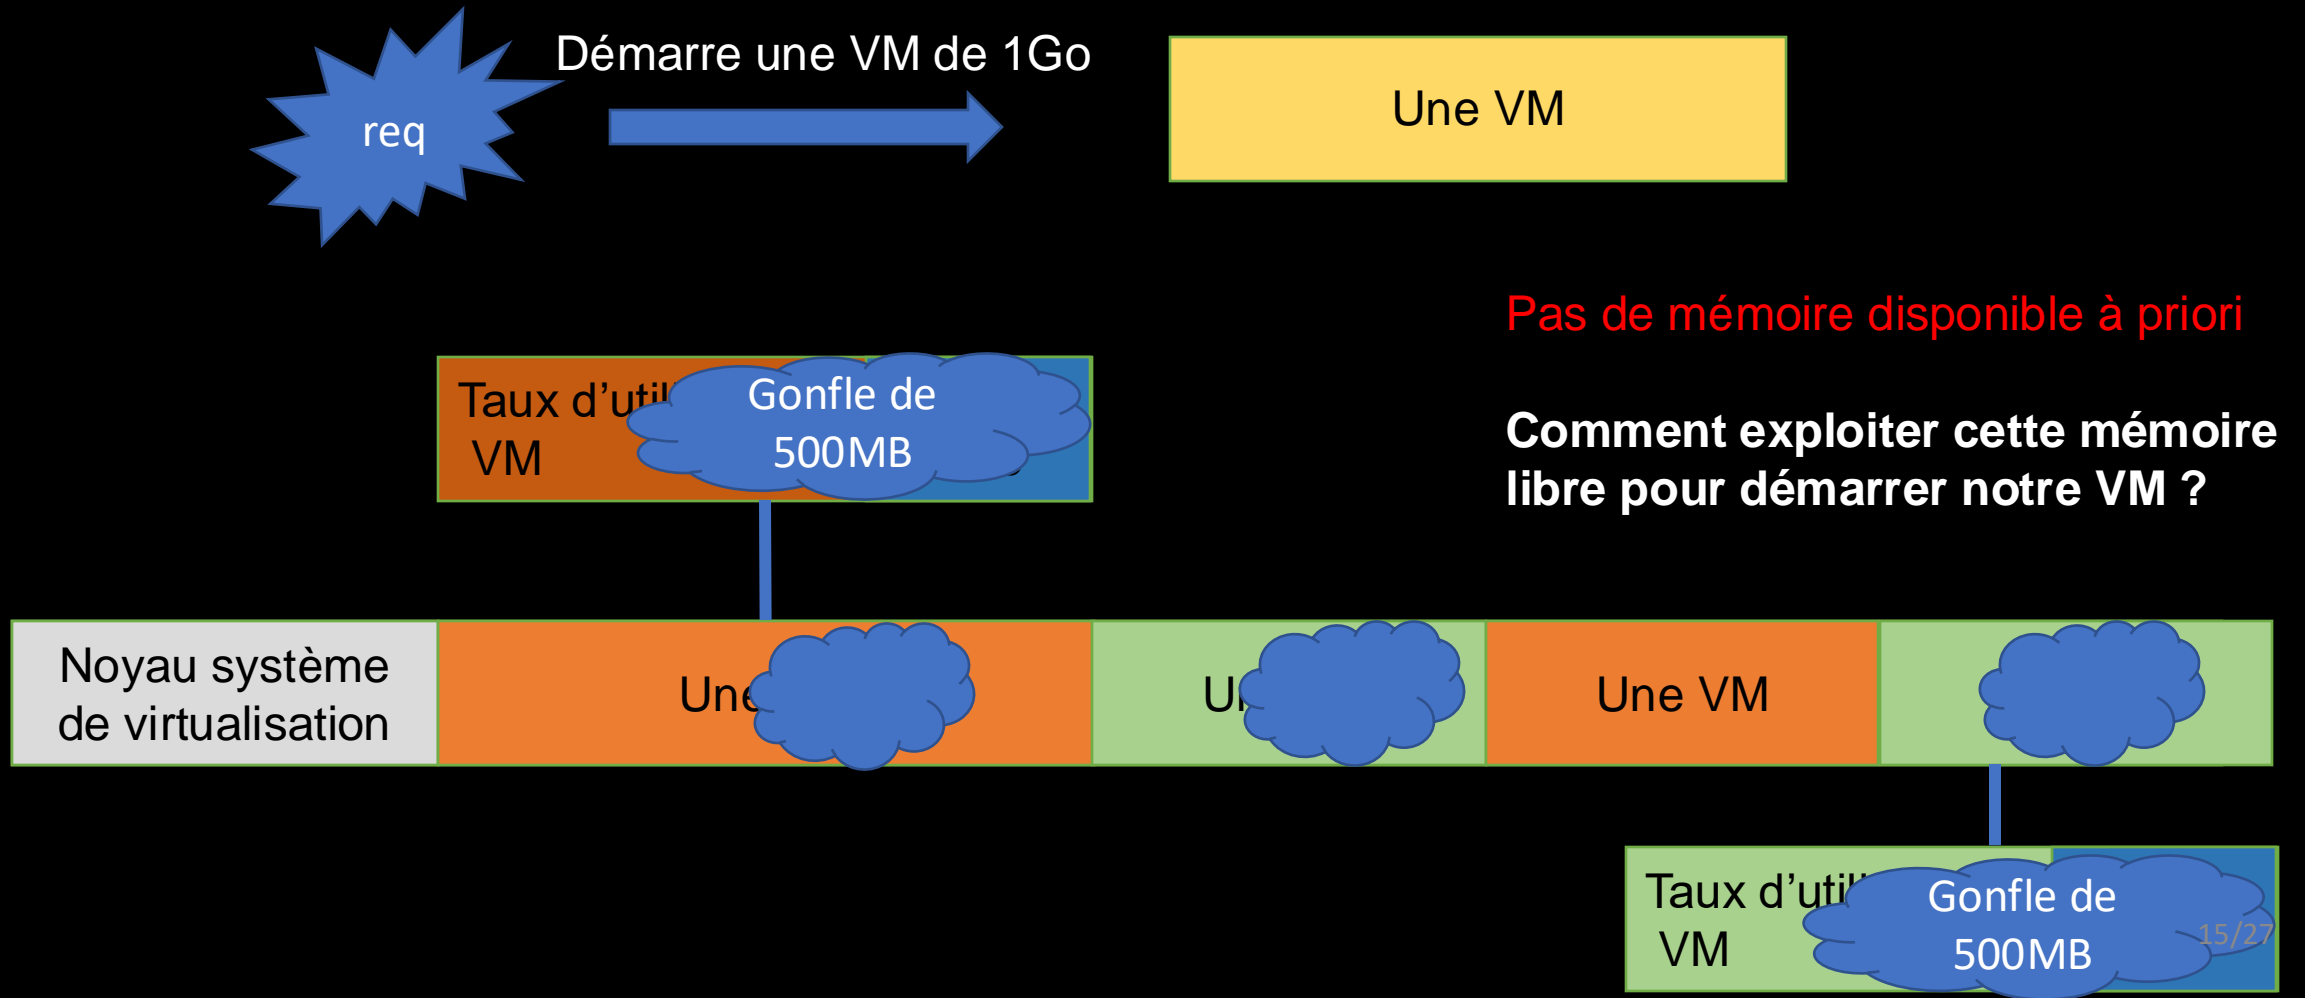 Démarre une VM de 1Go
req
Une VM
Pas de mémoire disponible à priori
Comment exploiter cette mémoire
libre pour démarrer notre VM ?
Taux d’util
VM
Gonfle de
500MB
Noyau système
de virtualisation
Une
Une VM
Taux d’util
VM
Gonfle de
500MB
15/27